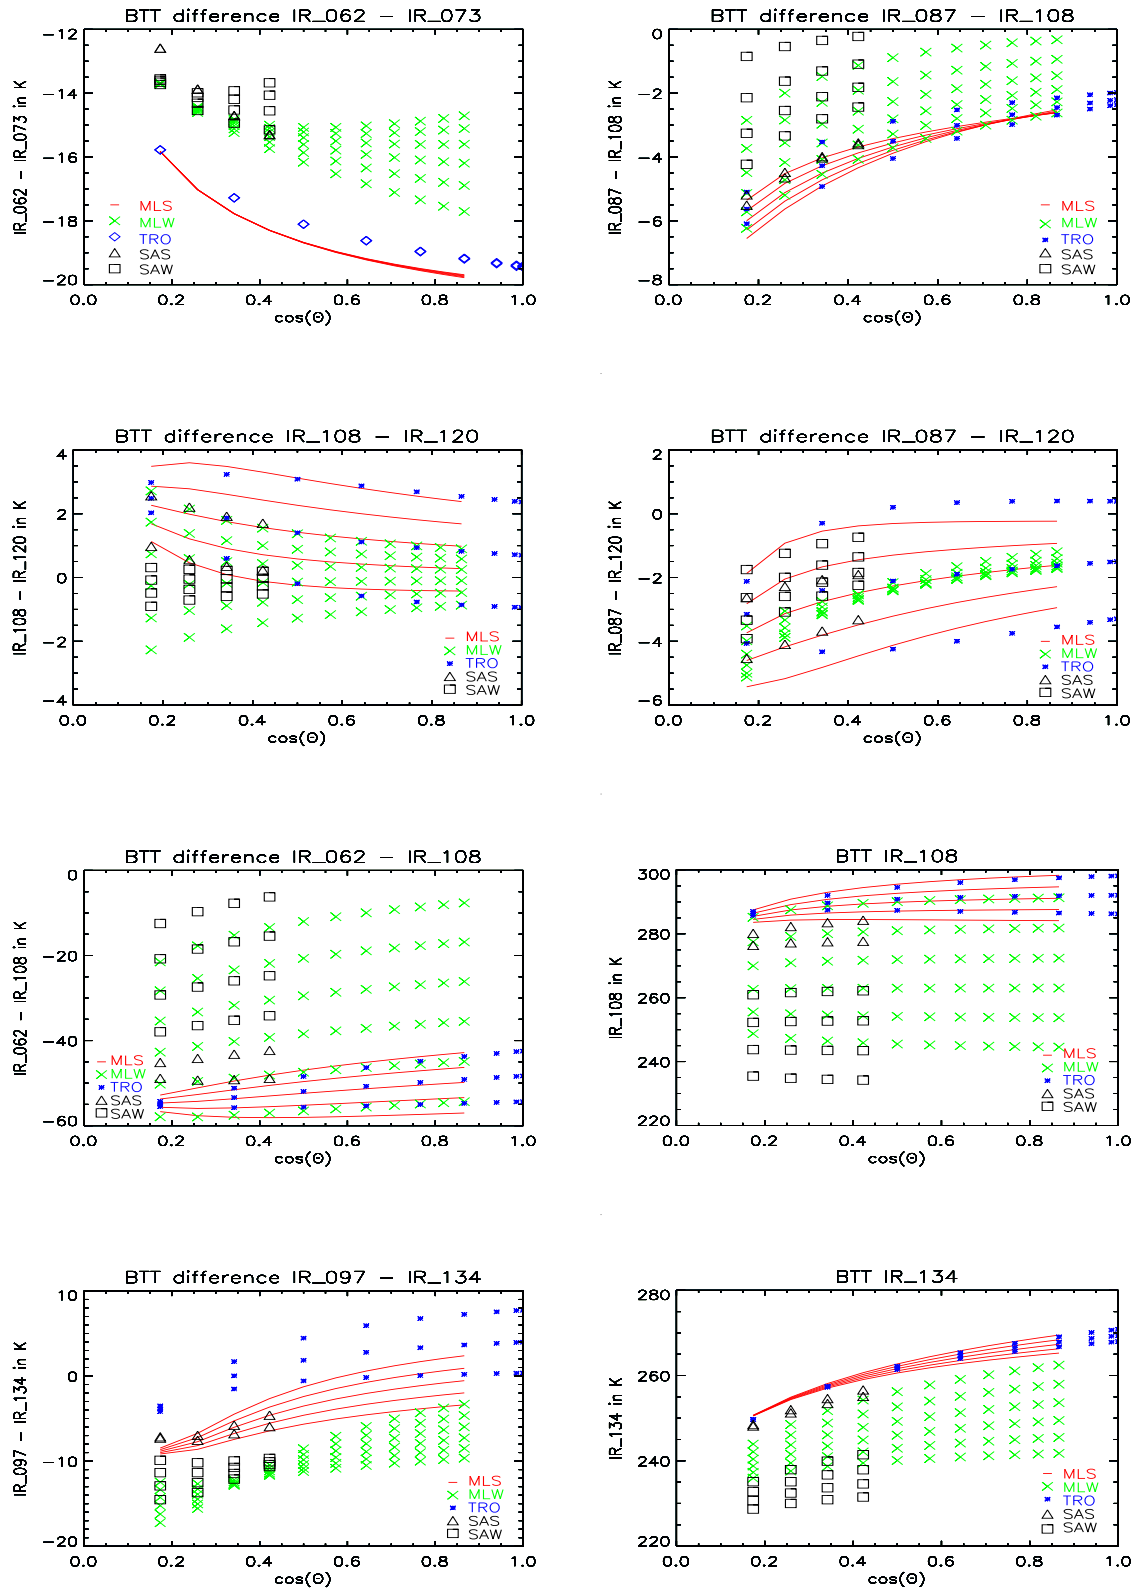 BTT difference IR_062 − IR_073
IR_062 − IR_073 in K
−12
−14
−16
−18
−20
0.0 0.2 0.4 0.6 0.8 1.0
cos(Θ)
MLS
MLW
TRO
SAS
SAW
BTT difference IR_087 − IR_108
IR_087 − IR_108 in K
0
−2
−4
−6
−8
0.0 0.2 0.4 0.6 0.8 1.0
cos(Θ)
MLS
MLW
TRO
SAS
SAW
BTT difference IR_108 − IR_120
IR_108 − IR_120 in K
4
2
0
−2
−4
0.0 0.2 0.4 0.6 0.8 1.0
cos(Θ)
MLS
MLW
TRO
SAS
SAW
BTT difference IR_087 − IR_120
IR_087 − IR_120 in K
2
0
−2
−4
−6
0.0 0.2 0.4 0.6 0.8 1.0
cos(Θ)
MLS
MLW
TRO
SAS
SAW
BTT difference IR_062 − IR_108
IR_062 − IR_108 in K
0
−20
−40
−60
0.0 0.2 0.4 0.6 0.8 1.0
cos(Θ)
MLS
MLW
TRO
SAS
SAW
BTT IR_108
IR_108 in K
300
280
260
240
220
0.0 0.2 0.4 0.6 0.8 1.0
cos(Θ)
MLS
MLW
TRO
SAS
SAW
BTT difference IR_097 − IR_134
IR_097 − IR_134 in K
10
0
−10
−20
0.0 0.2 0.4 0.6 0.8 1.0
cos(Θ)
MLS
MLW
TRO
SAS
SAW
BTT IR_134
IR_134 in K
280
260
240
220
0.0 0.2 0.4 0.6 0.8 1.0
cos(Θ)
MLS
MLW
TRO
SAS
SAW